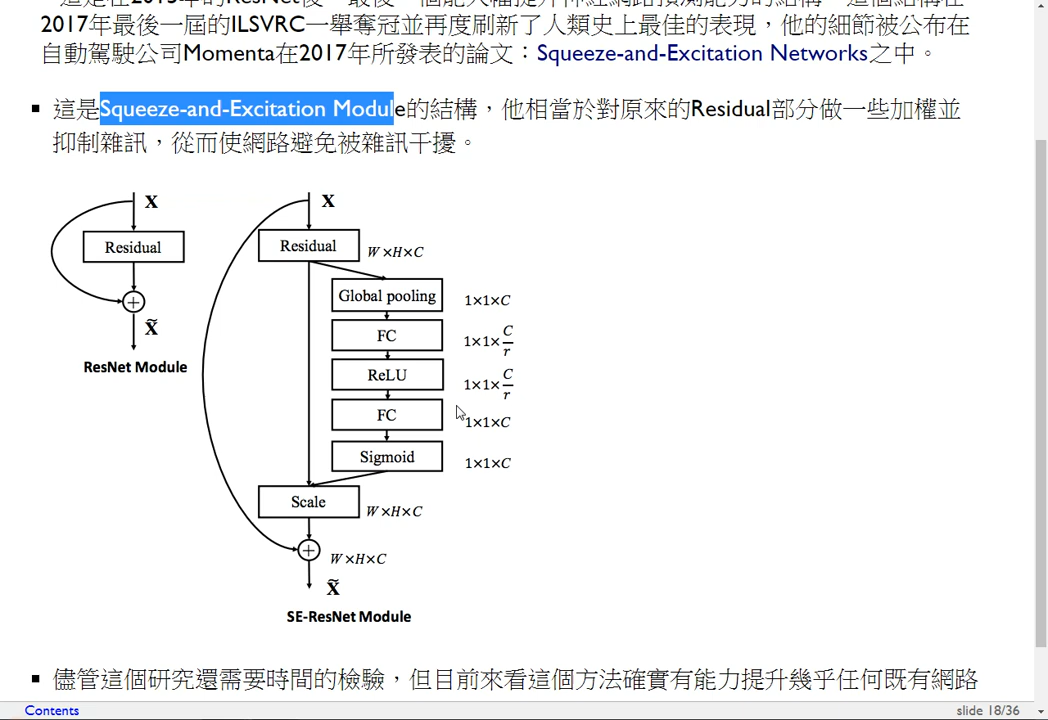 2017年最後一屆的ILSVRC一舉奪冠並再度刷新了人類史上最佳的表現，他的細節被公布在
自動駕駛公司Momenta在2017年所發表的論文：Squeeze-and-Excitation Networks之中。
▪ 這是Squeeze-and-Excitation Module的結構，他相當於對原來的Residual部分做一些加權並
抑制雜訊，從而使網路避免被雜訊干擾。
X
Residual
+
X̃
ResNet Module
X
Residual
W×H×C
Global pooling
1×1×C
FC
1×1×C/r
ReLU
1×1×C/r
FC
1×1×C
Sigmoid
1×1×C
Scale
W×H×C
+
W×H×C
X̃
SE-ResNet Module
▪ 儘管這個研究還需要時間的檢驗，但目前來看這個方法確實有能力提升幾乎任何既有網路
Contents
slide 18/36